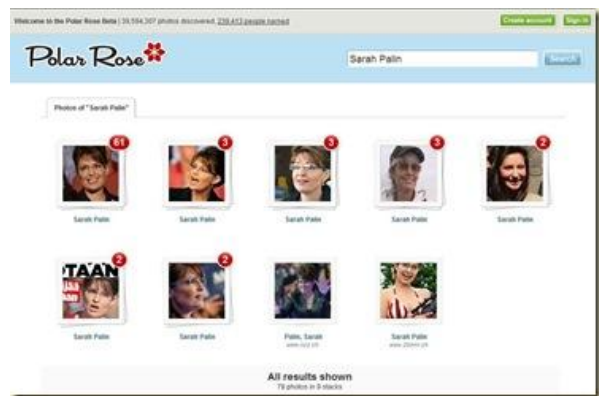 Welcome to the Polar Rose Beta | 39,594,307 photos discovered, 239,413 people named
Create account
Sign in
Polar Rose
Sarah Palin
Search
Photos of "Sarah Palin"
61
3
3
3
2
Sarah Palin
Sarah Palin
Sarah Palin
Sarah Palin
Sarah Palin
2
2
TAAN
Sarah Palin
Sarah Palin
Palin, Sarah
Sarah Palin
All results shown
79 photos in 9 stacks